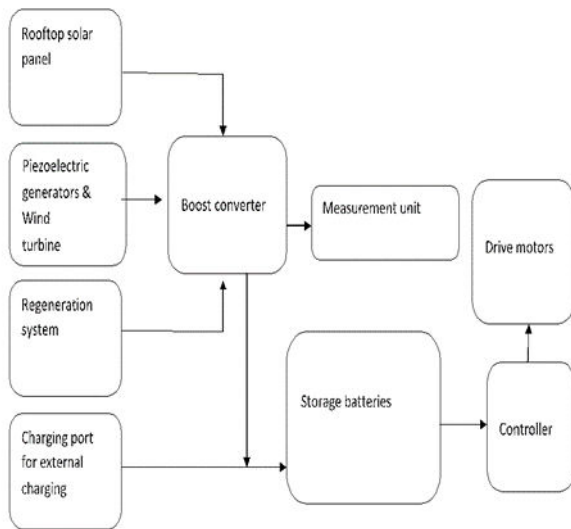 Rooftop solar
panel
Piezoelectric
generators &
Wind
turbine
Boost converter
Measurement unit
Drive motors
Regeneration
system
Storage batteries
Controller
Charging port
for external
charging